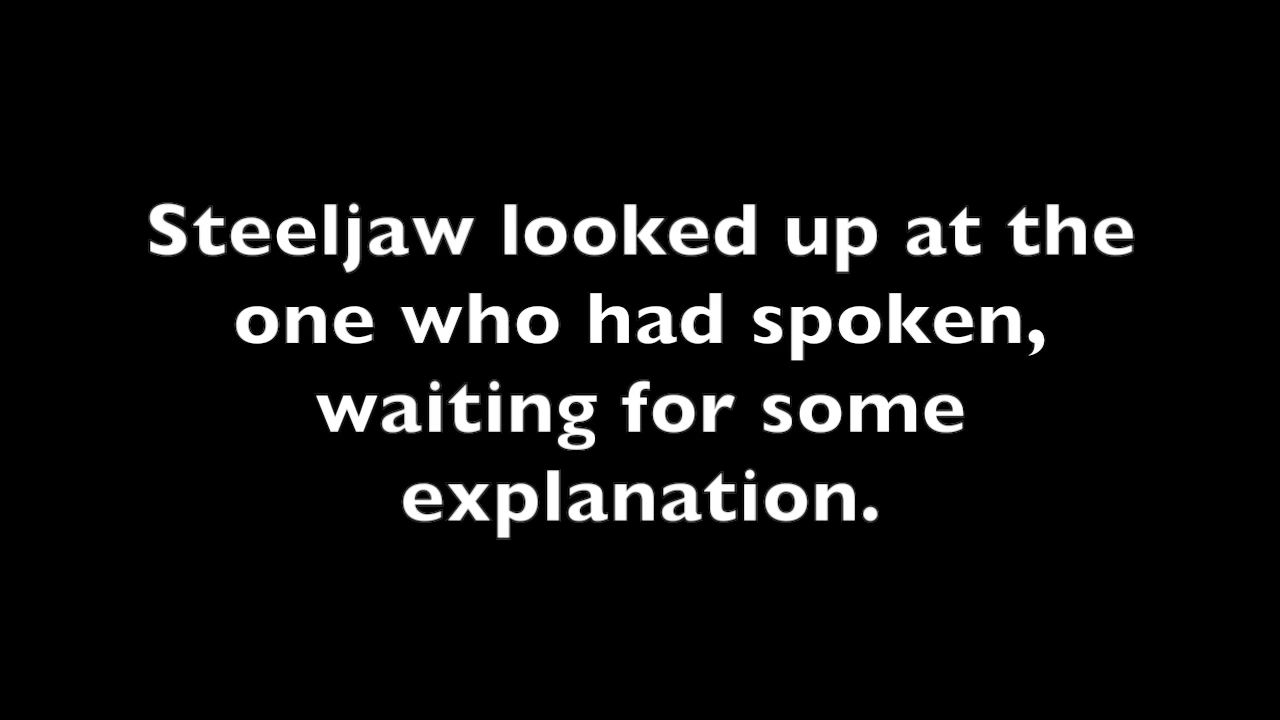 Steeljaw looked up at the
one who had spoken,
waiting for some
explanation.